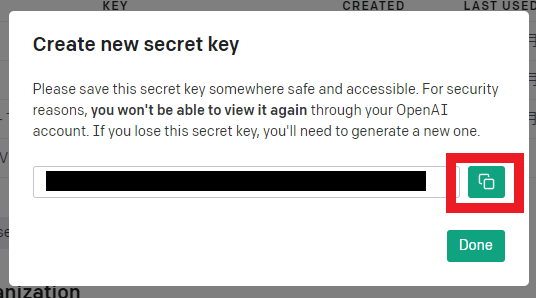 KEY CREATED LAST USED
Create new secret key
Please save this secret key somewhere safe and accessible. For security
reasons, you won't be able to view it again through your OpenAI
account. If you lose this secret key, you'll need to generate a new one.
Done
anization